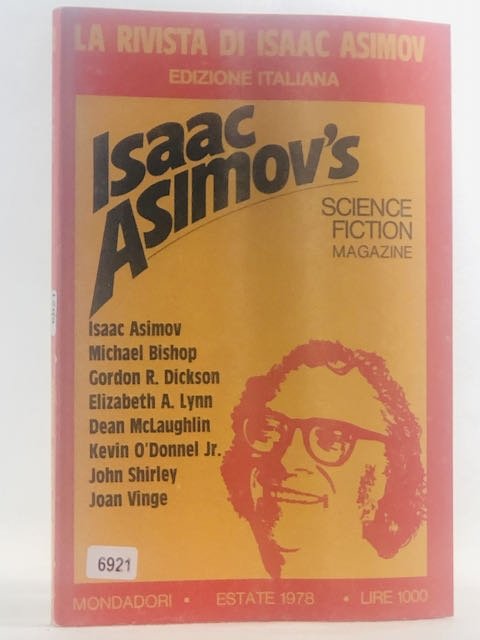 LA RIVISTA DI ISAAC ASIMOV
EDIZIONE ITALIANA
Isaac
Asimov's
SCIENCE
FICTION
MAGAZINE
Isaac Asimov
Michael Bishop
Gordon R. Dickson
Elizabeth A. Lynn
Dean McLaughlin
Kevin O'Donnel Jr.
John Shirley
Joan Vinge
6921
MONDADORI • ESTATE 1978 • LIRE 1000